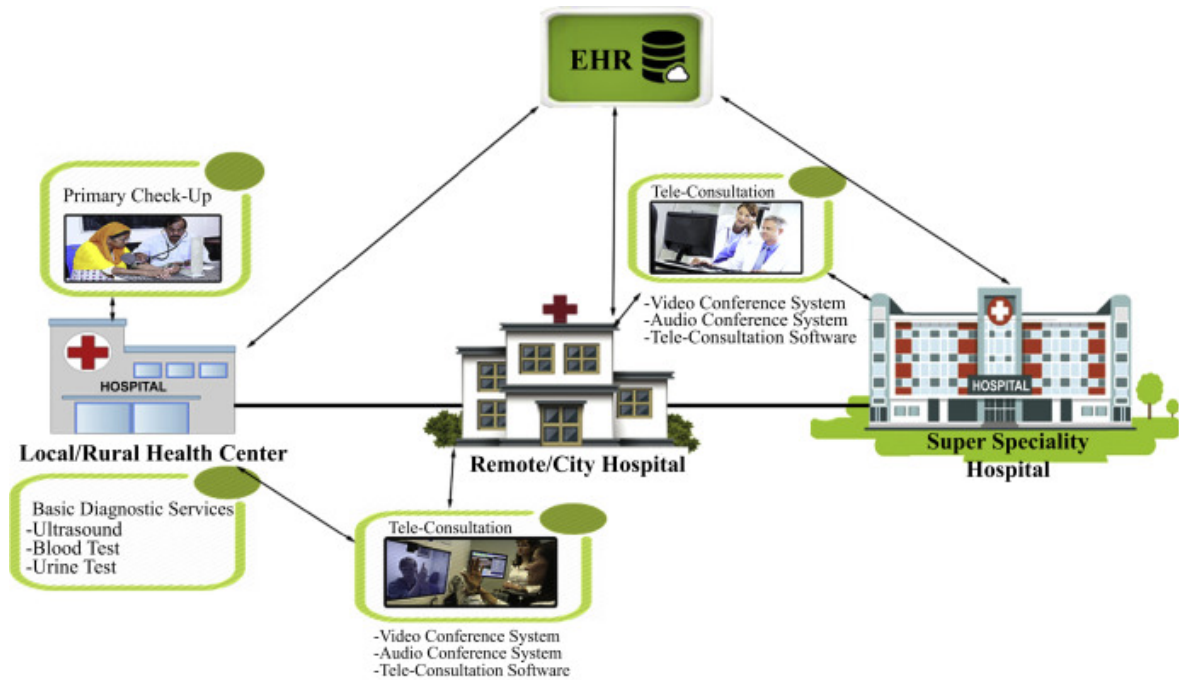 EHR
Primary Check-Up
Tele-Consultation
-Video Conference System
-Audio Conference System
-Tele-Consultation Software
HOSPITAL
HOSPITAL
Local/Rural Health Center
Remote/City Hospital
Super Speciality
Hospital
Basic Diagnostic Services
-Ultrasound
-Blood Test
-Urine Test
Tele-Consultation
-Video Conference System
-Audio Conference System
-Tele-Consultation Software